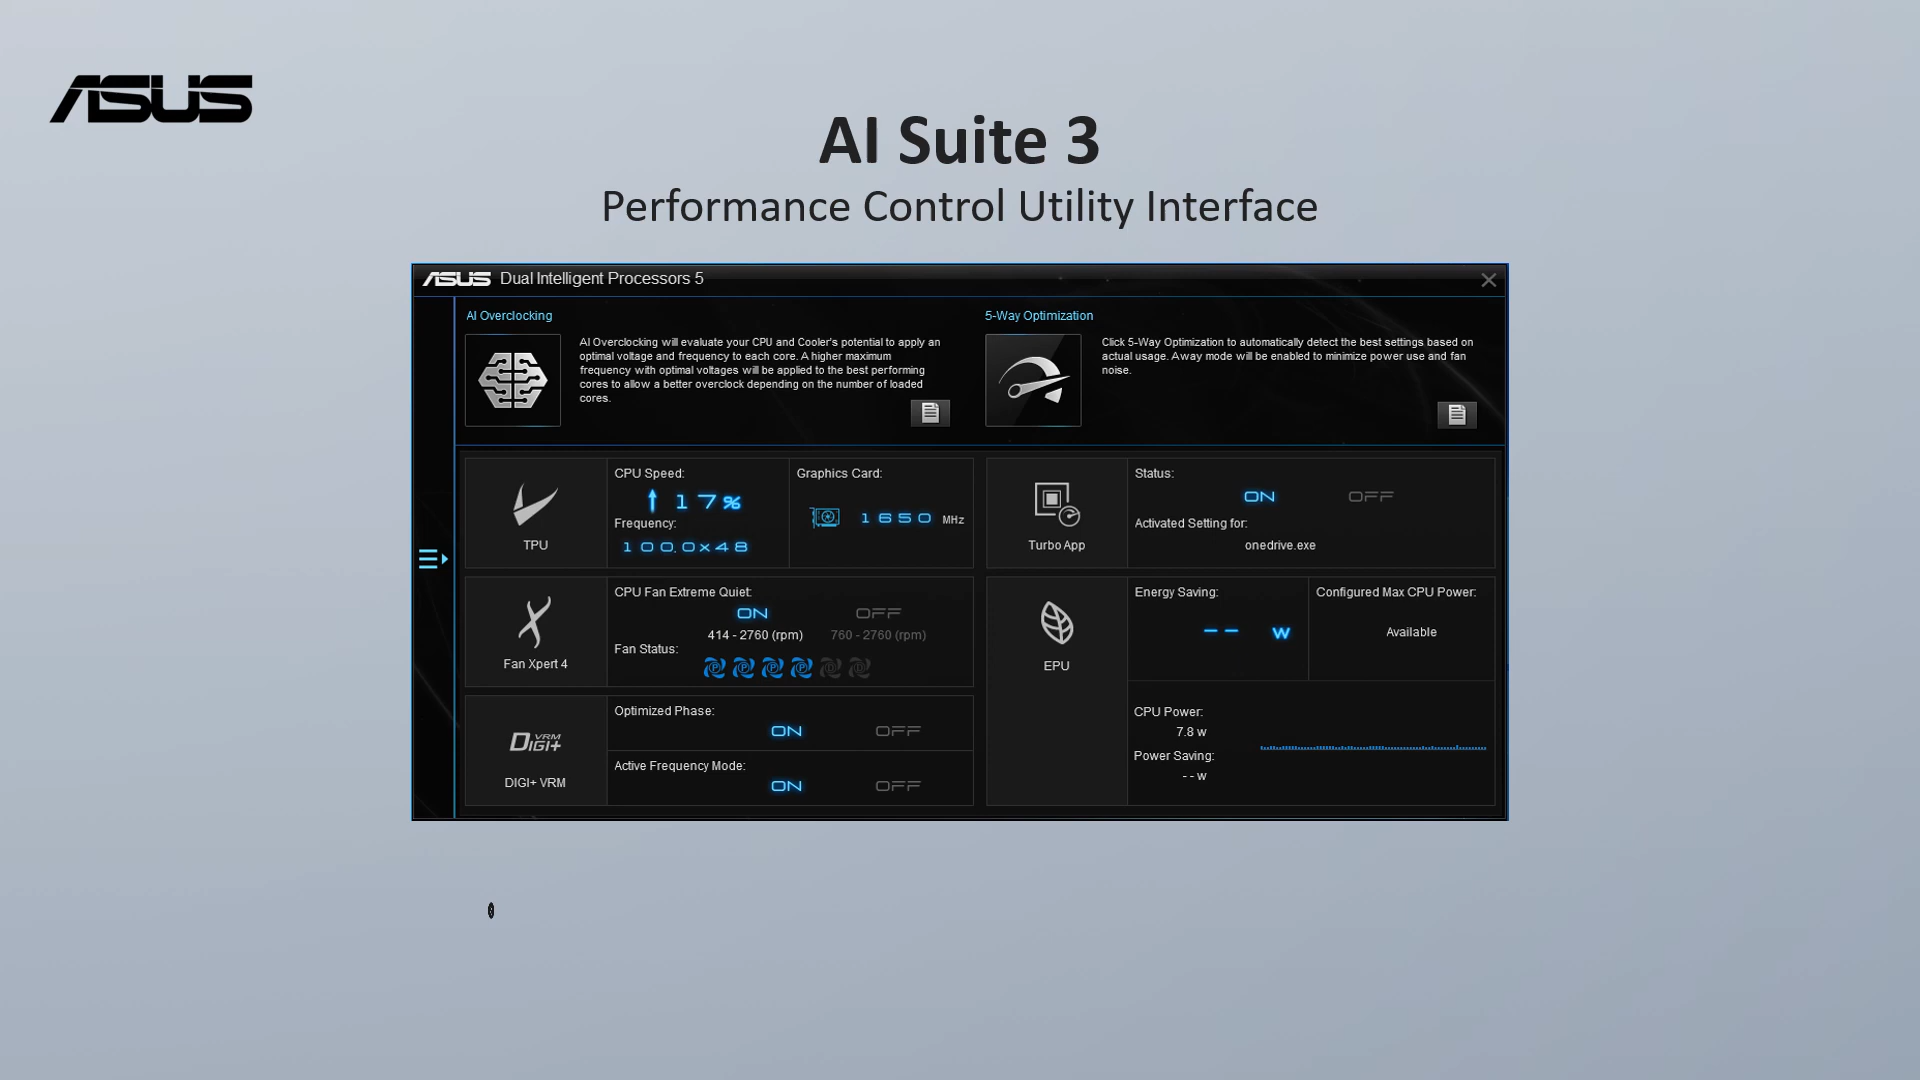 ASUS
AI Suite 3
Performance Control Utility Interface
ASUS Dual Intelligent Processors 5
AI Overclocking
AI Overclocking will evaluate your CPU and Cooler's potential to apply an
optimal voltage and frequency to each core. A higher maximum
frequency with optimal voltages will be applied to the best performing
cores to allow a better overclock depending on the number of loaded
cores.
5-Way Optimization
Click 5-Way Optimization to automatically detect the best settings based on
actual usage. Away mode will be enabled to minimize power use and fan
noise.
TPU
CPU Speed:
17%
Frequency:
100.0x48
Graphics Card:
1650 MHz
Turbo App
Status:
ON OFF
Activated Setting for:
onedrive.exe
Fan Xpert 4
CPU Fan Extreme Quiet:
ON OFF
414 - 2760 (rpm) 760 - 2760 (rpm)
Fan Status:
P P P P D D
EPU
Energy Saving:
-- W
Configured Max CPU Power:
Available
DIGI+ VRM
DIGI+ VRM
Optimized Phase:
ON OFF
Active Frequency Mode:
ON OFF
CPU Power:
7.8 w
Power Saving:
- - w